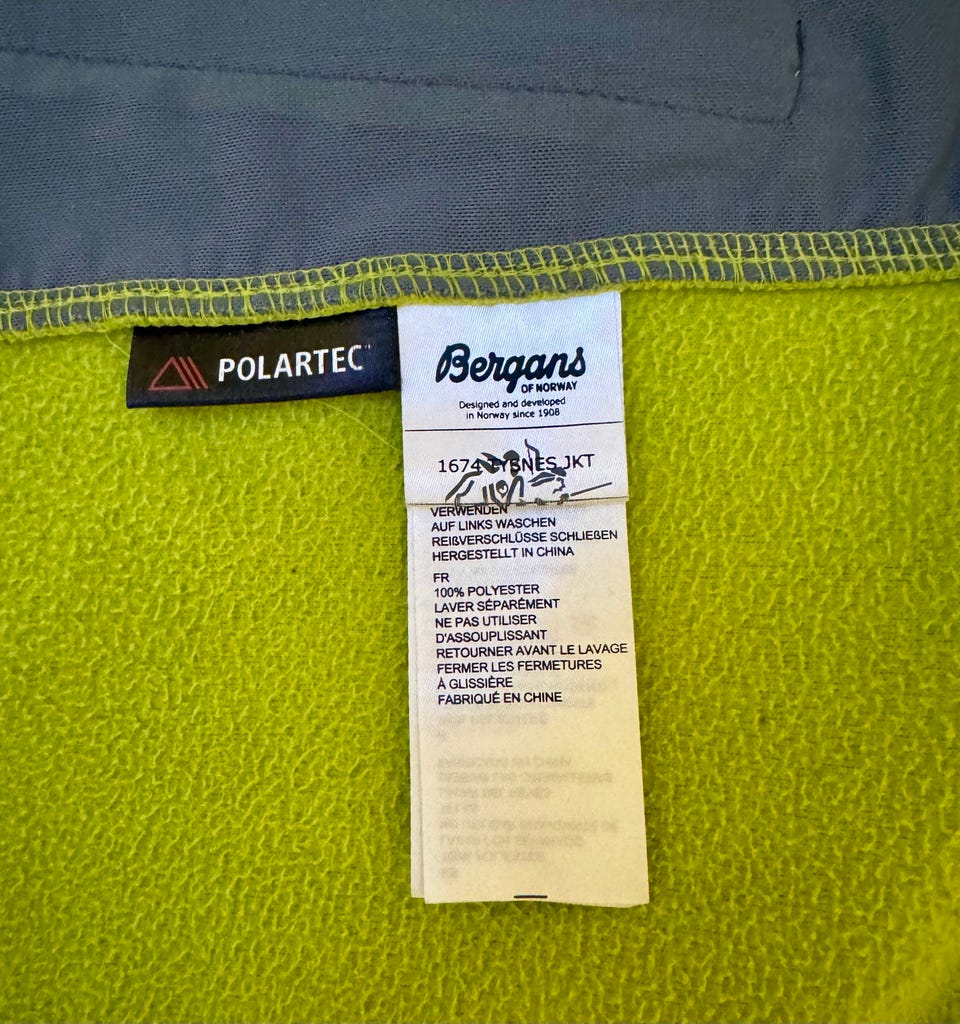 POLARTEC™
Bergans
OF NORWAY
Designed and developed
in Norway since 1908
1674 TYSNES JKT
VERWENDEN
AUF LINKS WASCHEN
REIßVERSCHLÜSSE SCHLIEßEN
HERGESTELLT IN CHINA
FR
100% POLYESTER
LAVER SÉPARÉMENT
NE PAS UTILISER
D'ASSOUPLISSANT
RETOURNER AVANT LE LAVAGE
FERMER LES FERMETURES
À GLISSIÈRE
FABRIQUÉ EN CHINE